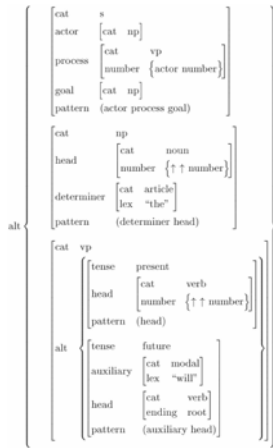 cat s
actor [cat np]
process [cat vp
number {actor number}]
goal [cat np]
pattern (actor process goal)
cat np
head [cat noun
number {↑ ↑ number}]
determiner [cat article
lex "the"]
pattern (determiner head)
alt
cat vp
tense present
head [cat verb
number {↑ ↑ number}]
pattern (head)
alt
tense future
auxiliary [cat modal
lex "will"]
head [cat verb
ending root]
pattern (auxiliary head)